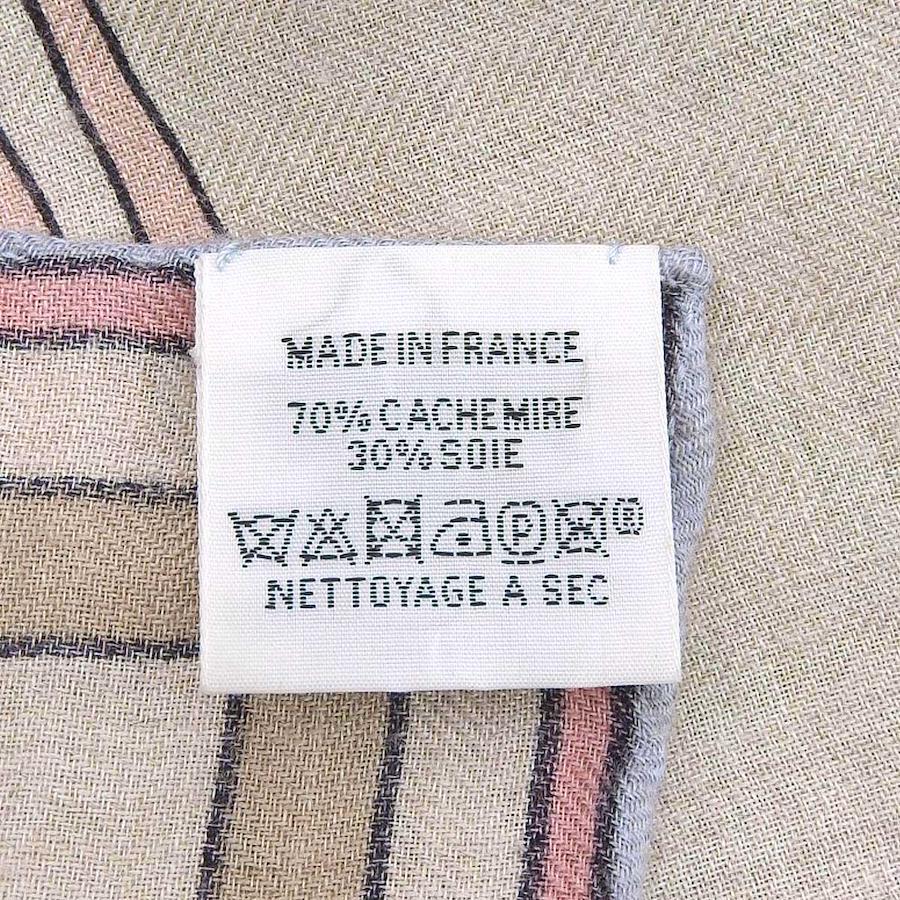 MADE IN FRANCE
70% CACHEMIRE
30% SOIE
P
R
NETTOYAGE A SEC